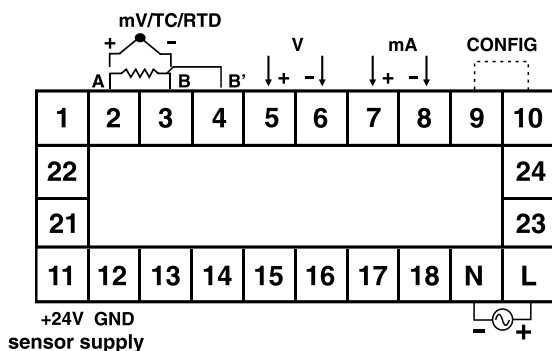 mV/TC/RTD
+ − V mA CONFIG
A B B' + − + −
1 2 3 4 5 6 7 8 9 10
22 24
21 23
11 12 13 14 15 16 17 18 N L
+24V GND − +
sensor supply